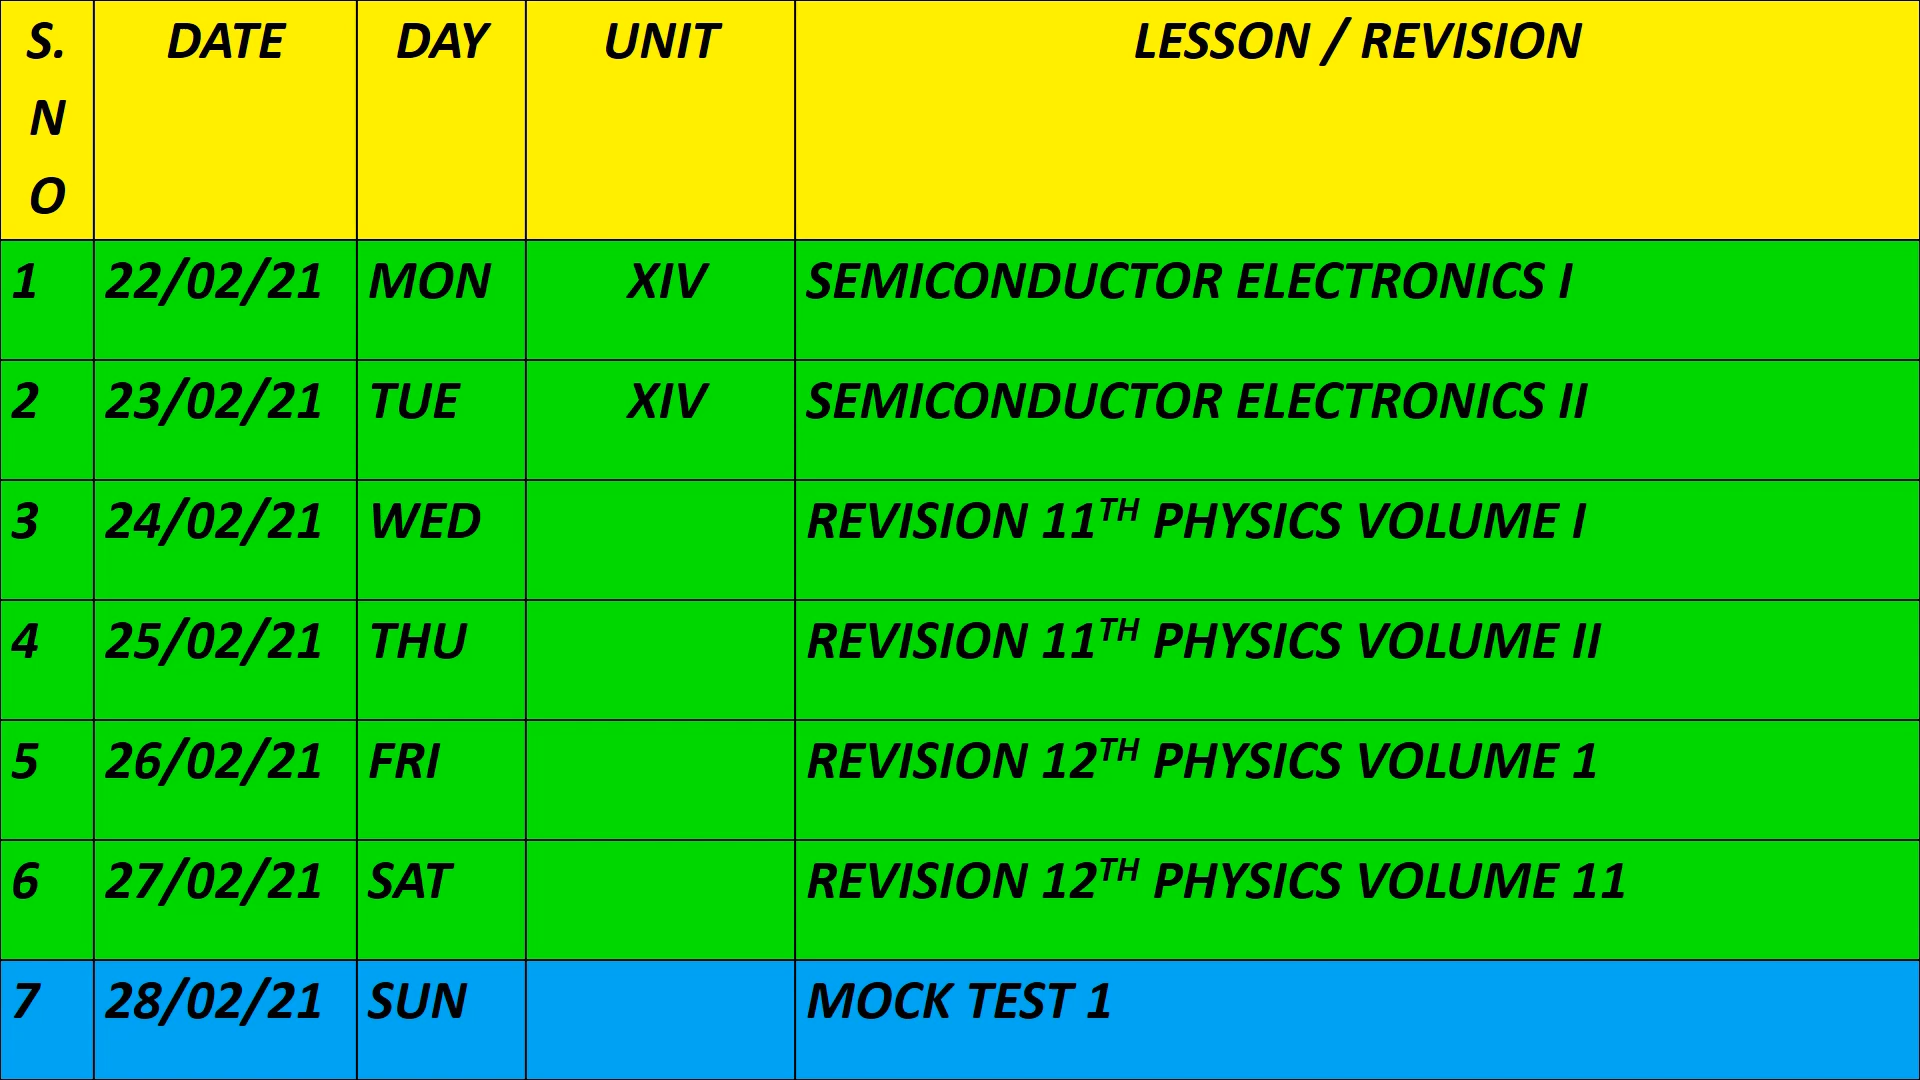 S. NO DATE DAY UNIT LESSON / REVISION
1 22/02/21 MON XIV SEMICONDUCTOR ELECTRONICS I
2 23/02/21 TUE XIV SEMICONDUCTOR ELECTRONICS II
3 24/02/21 WED REVISION 11TH PHYSICS VOLUME I
4 25/02/21 THU REVISION 11TH PHYSICS VOLUME II
5 26/02/21 FRI REVISION 12TH PHYSICS VOLUME 1
6 27/02/21 SAT REVISION 12TH PHYSICS VOLUME 11
7 28/02/21 SUN MOCK TEST 1